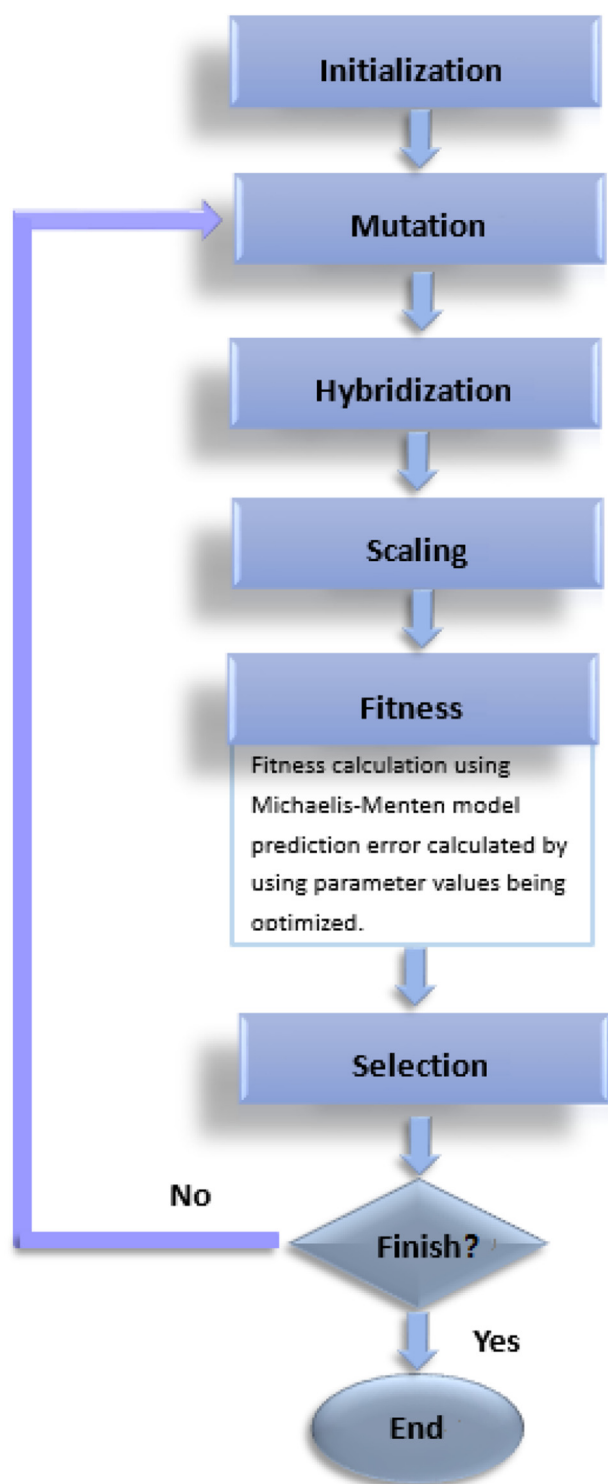 Initialization
Mutation
Hybridization
Scaling
Fitness
Fitness calculation using
Michaelis-Menten model
prediction error calculated by
using parameter values being
optimized.
Selection
No
Finish?
Yes
End